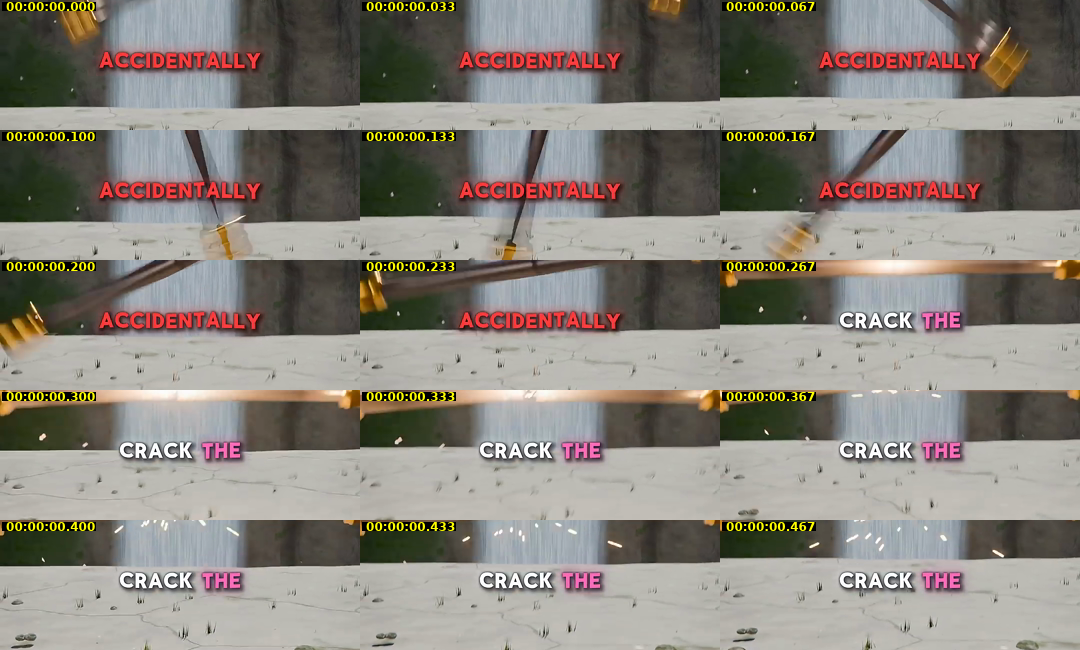 00:00:00.000 00:00:00.033 00:00:00.067
ACCIDENTALLY ACCIDENTALLY ACCIDENTALLY
00:00:00.100 00:00:00.133 00:00:00.167
ACCIDENTALLY ACCIDENTALLY ACCIDENTALLY
00:00:00.200 00:00:00.233 00:00:00.267
ACCIDENTALLY ACCIDENTALLY CRACK THE
00:00:00.300 00:00:00.333 00:00:00.367
CRACK THE CRACK THE CRACK THE
00:00:00.400 00:00:00.433 00:00:00.467
CRACK THE CRACK THE CRACK THE